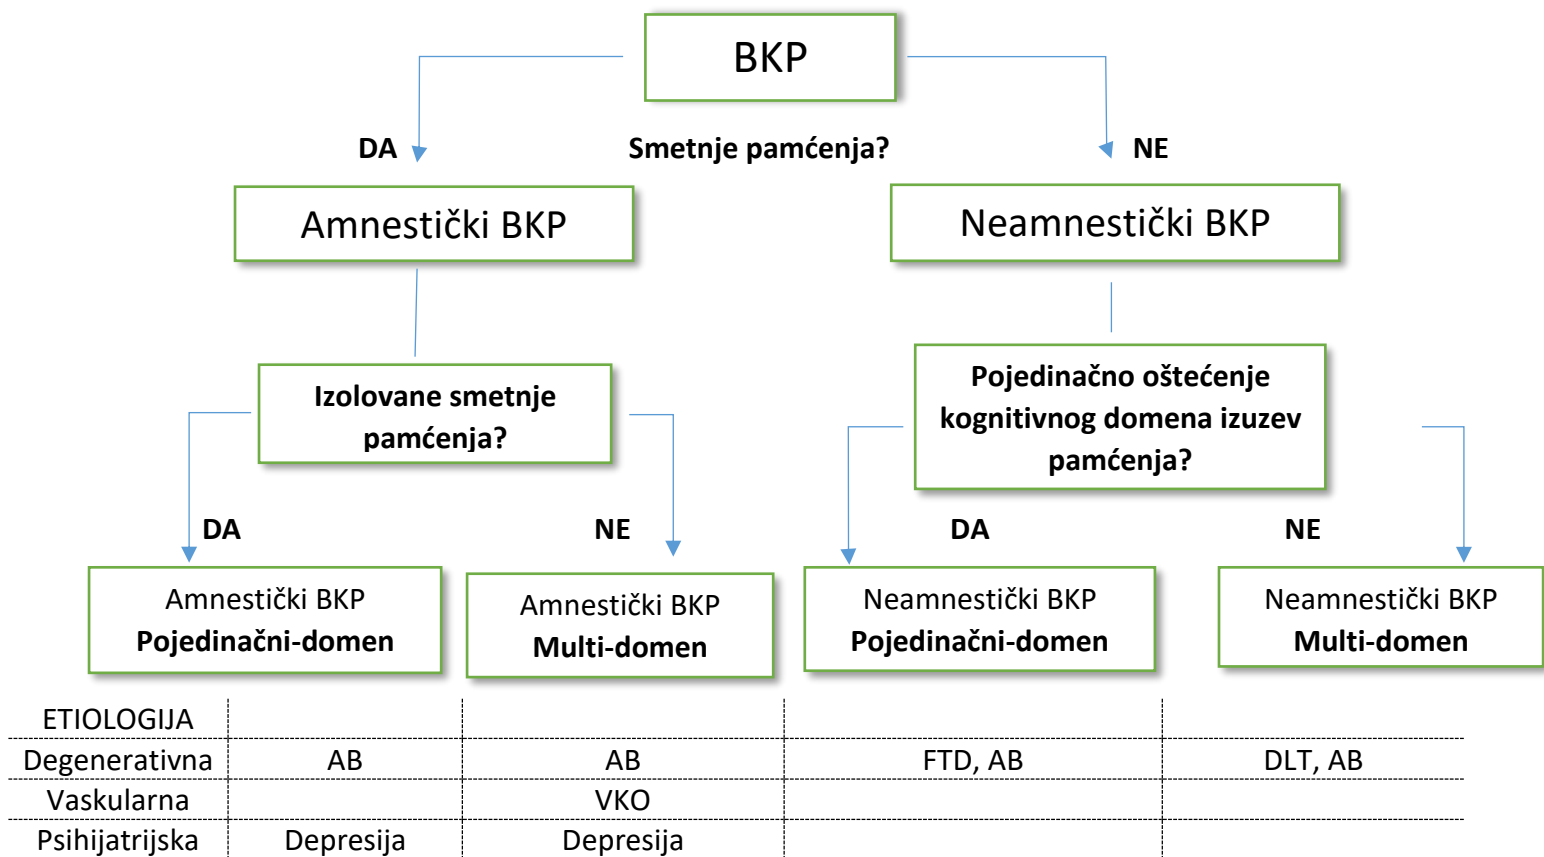 BKP
DA
Smetnje pamćenja?
NE
Amnestički BKP
Neamnestički BKP
Izolovane smetnje
pamćenja?
Pojedinačno oštećenje
kognitivnog domena izuzev
pamćenja?
DA
NE
DA
NE
Amnestički BKP
Pojedinačni-domen
Amnestički BKP
Multi-domen
Neamnestički BKP
Pojedinačni-domen
Neamnestički BKP
Multi-domen
ETIOLOGIJA
Degenerativna AB AB FTD, AB DLT, AB
Vaskularna VKO
Psihijatrijska Depresija Depresija